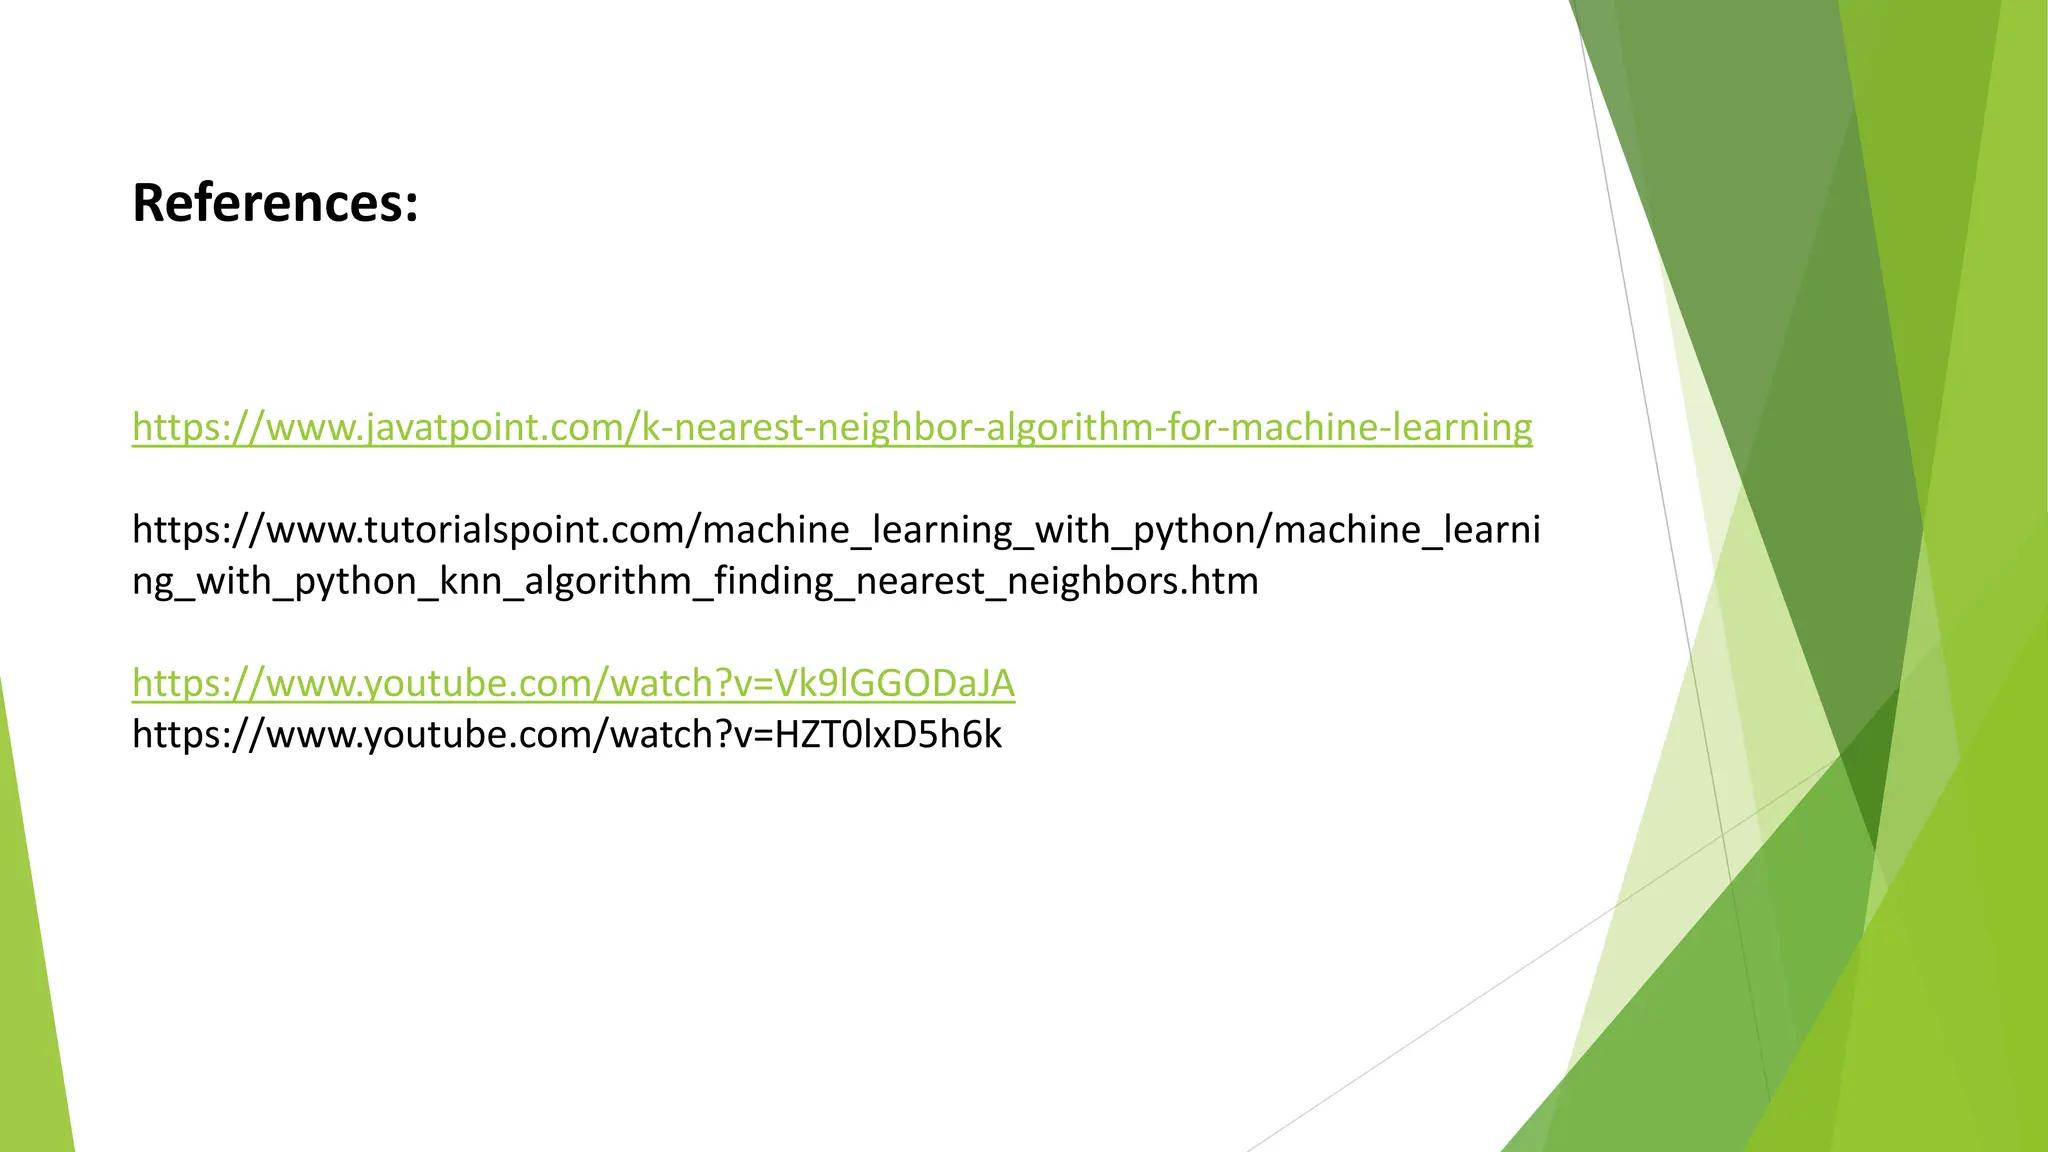 References:
https://www.javatpoint.com/k-nearest-neighbor-algorithm-for-machine-learning
https://www.tutorialspoint.com/machine_learning_with_python/machine_learni
ng_with_python_knn_algorithm_finding_nearest_neighbors.htm
https://www.youtube.com/watch?v=Vk9lGGODaJA
https://www.youtube.com/watch?v=HZT0lxD5h6k